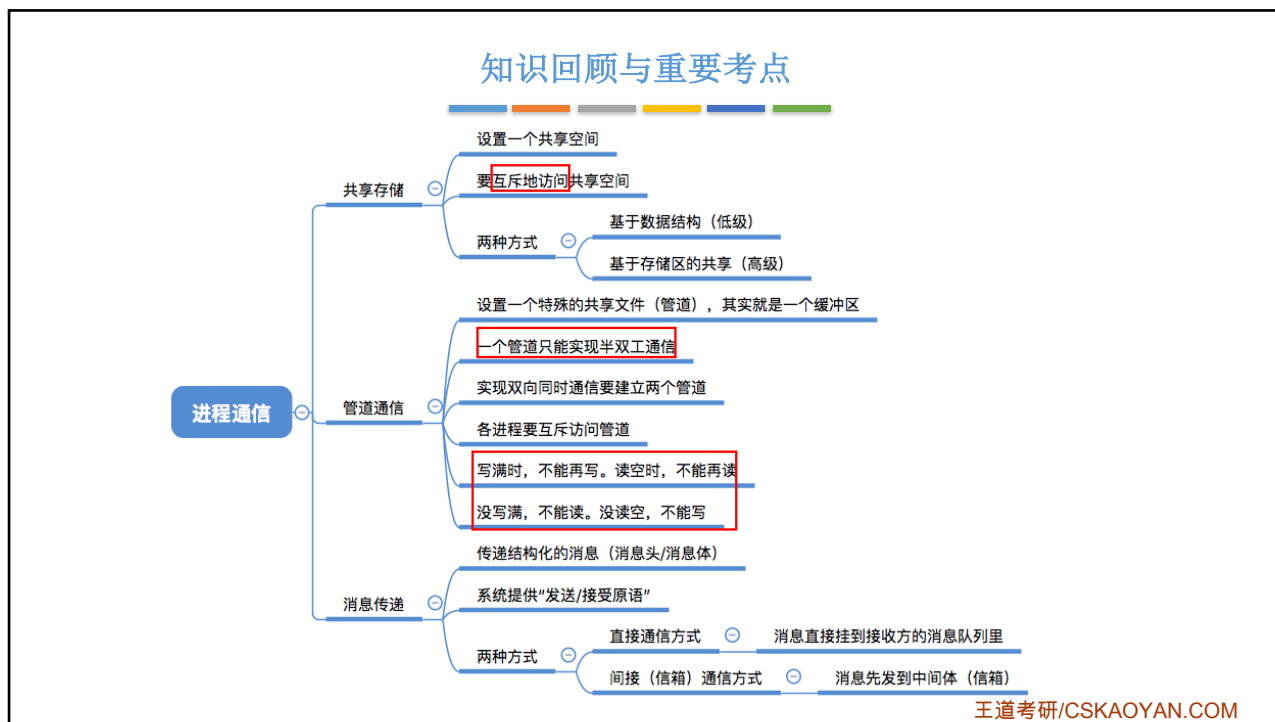 知识回顾与重要考点
进程通信
共享存储
设置一个共享空间
要互斥地访问共享空间
两种方式
基于数据结构（低级）
基于存储区的共享（高级）
管道通信
设置一个特殊的共享文件（管道），其实就是一个缓冲区
一个管道只能实现半双工通信
实现双向同时通信要建立两个管道
各进程要互斥访问管道
写满时，不能再写。读空时，不能再读
没写满，不能读。没读空，不能写
消息传递
传递结构化的消息（消息头/消息体）
系统提供“发送/接受原语”
两种方式
直接通信方式
消息直接挂到接收方的消息队列里
间接（信箱）通信方式
消息先发到中间体（信箱）
王道考研/CSKAOYAN.COM